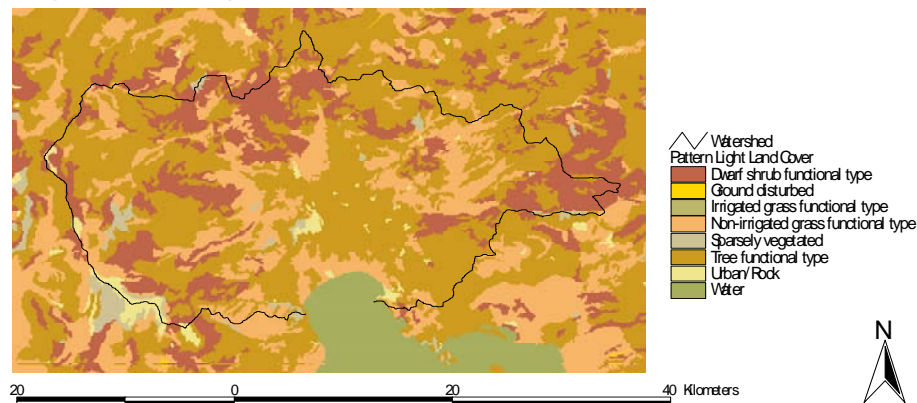 Watershed
Pattern Light Land Cover
Dwarf shrub functional type
Ground disturbed
Irrigated grass functional type
Non-irrigated grass functional type
Sparsely vegetated
Tree functional type
Urban/Rock
Water
N
20 0 20 40 Kilometers